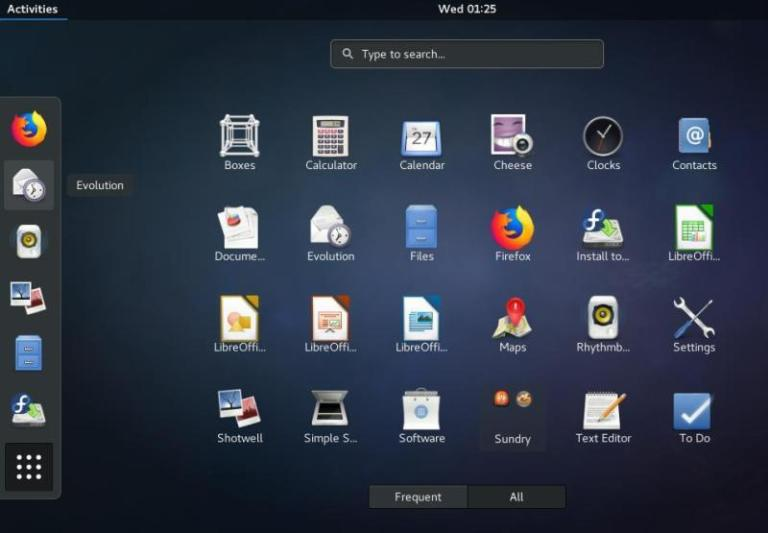 Activities
Wed 01:25
Type to search...
Evolution
Boxes
Calculator
Calendar
Cheese
Clocks
Contacts
27
@
Docume...
Evolution
Files
Firefox
Install to...
LibreOffi...
LibreOffi...
LibreOffi...
LibreOffi...
Maps
Rhythmb...
Settings
Shotwell
Simple S...
Software
Sundry
Text Editor
To Do
Frequent
All